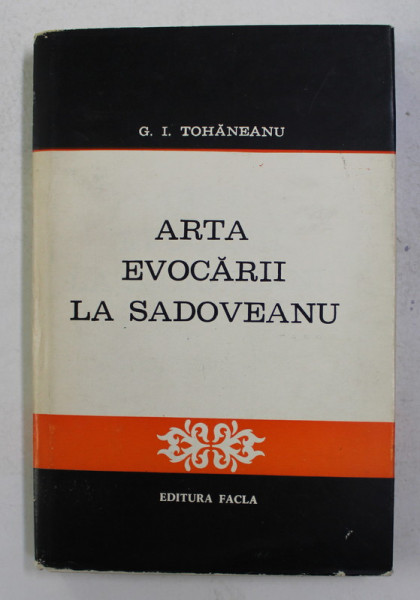 G. I. TOHĂNEANU
ARTA
EVOCĂRII
LA SADOVEANU
EDITURA FACLA